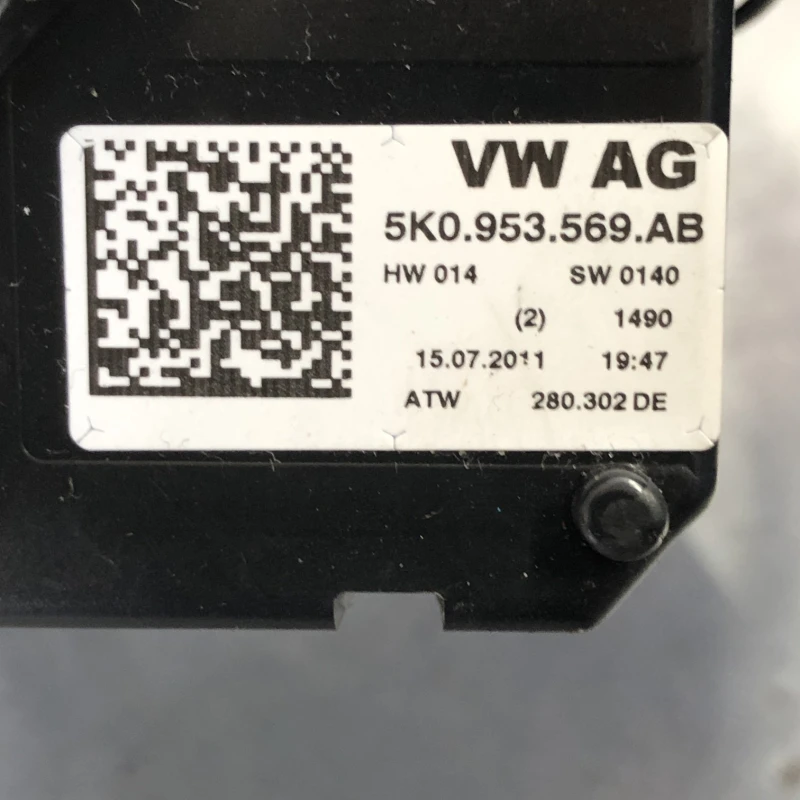 VW AG
5K0.953.569.AB
HW 014 SW 0140
(2) 1490
15.07.2011 19:47
ATW 280.302 DE